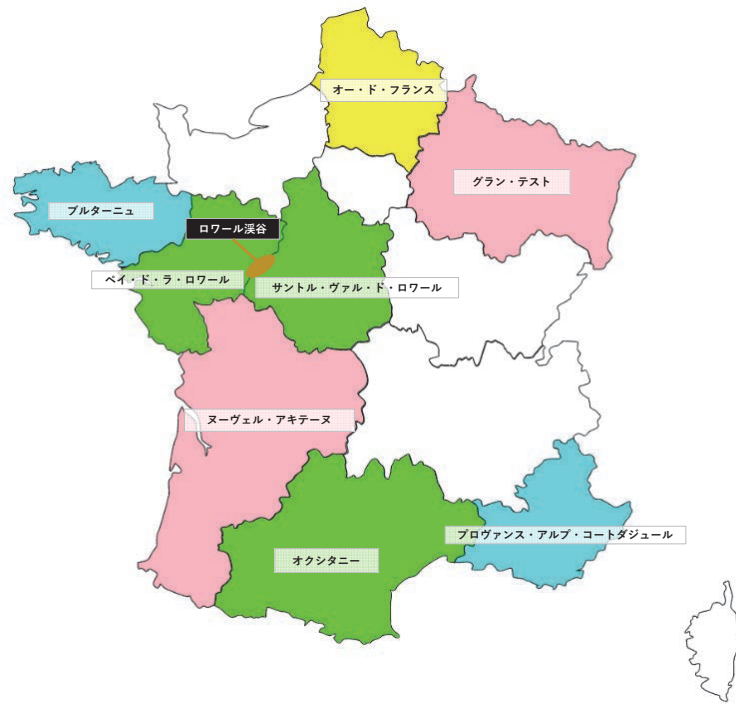 オー・ド・フランス
グラン・テスト
ブルターニュ
ロワール渓谷
ペイ・ド・ラ・ロワール
サントル・ヴァル・ド・ロワール
ヌーヴェル・アキテーヌ
プロヴァンス・アルプ・コートダジュール
オクシタニー